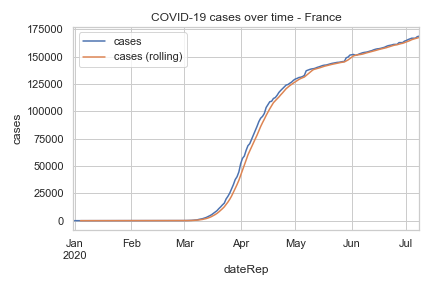 COVID-19 cases over time - France
cases
cases (rolling)
175000
150000
125000
100000
75000
50000
25000
0
cases
Jan
2020
Feb
Mar
Apr
May
Jun
Jul
dateRep